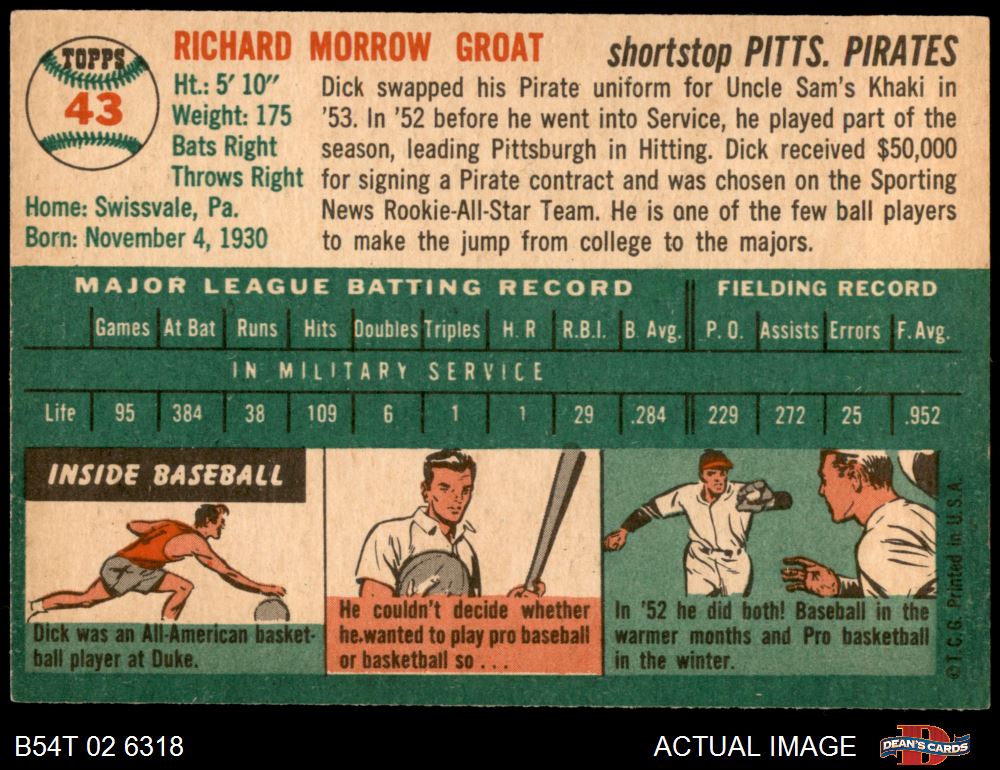 TOPPS
43
RICHARD MORROW GROAT
shortstop PITTS. PIRATES
Ht.: 5' 10"
Weight: 175
Bats Right
Throws Right
Home: Swissvale, Pa.
Born: November 4, 1930
Dick swapped his Pirate uniform for Uncle Sam's Khaki in
'53. In '52 before he went into Service, he played part of the
season, leading Pittsburgh in Hitting. Dick received $50,000
for signing a Pirate contract and was chosen on the Sporting
News Rookie-All-Star Team. He is one of the few ball players
to make the jump from college to the majors.
MAJOR LEAGUE BATTING RECORD FIELDING RECORD
Games At Bat Runs Hits Doubles Triples H. R R.B.I. B. Avg. P. O. Assists Errors F. Avg.
IN MILITARY SERVICE
Life 95 384 38 109 6 1 1 29 .284 229 272 25 .952
INSIDE BASEBALL
Dick was an All-American basket-
ball player at Duke.
He couldn't decide whether
he.wanted to play pro baseball
or basketball so . . .
In '52 he did both! Baseball in the
warmer months and Pro basketball
in the winter.
© T. C. G. Printed in U. S. A.
B54T 02 6318
ACTUAL IMAGE
D
DEAN'S CARDS